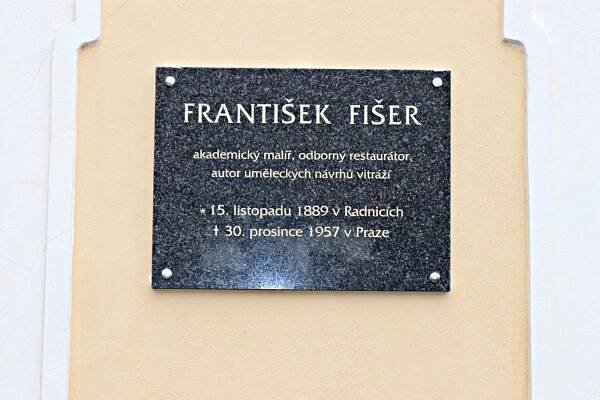 FRANTIŠEK FIŠER
akademický malíř, odborný restaurátor,
autor uměleckých návrhů vitráží
* 15. listopadu 1889 v Radnicích
† 30. prosince 1957 v Praze